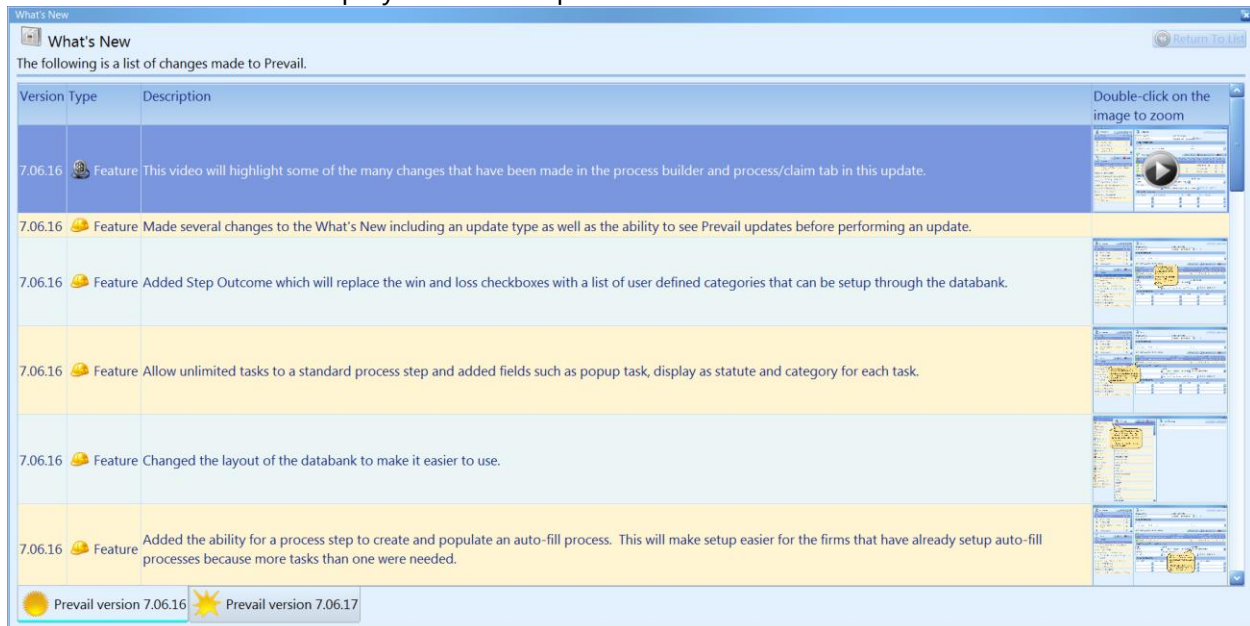 What's New
What's New
Return To List
The following is a list of changes made to Prevail.
Version Type Description Double-click on the
image to zoom
7.06.16 Feature This video will highlight some of the many changes that have been made in the process builder and process/claim tab in this update.
7.06.16 Feature Made several changes to the What's New including an update type as well as the ability to see Prevail updates before performing an update.
7.06.16 Feature Added Step Outcome which will replace the win and loss checkboxes with a list of user defined categories that can be setup through the databank.
7.06.16 Feature Allow unlimited tasks to a standard process step and added fields such as popup task, display as statute and category for each task.
7.06.16 Feature Changed the layout of the databank to make it easier to use.
7.06.16 Feature Added the ability for a process step to create and populate an auto-fill process. This will make setup easier for the firms that have already setup auto-fill
processes because more tasks than one were needed.
Prevail version 7.06.16 Prevail version 7.06.17